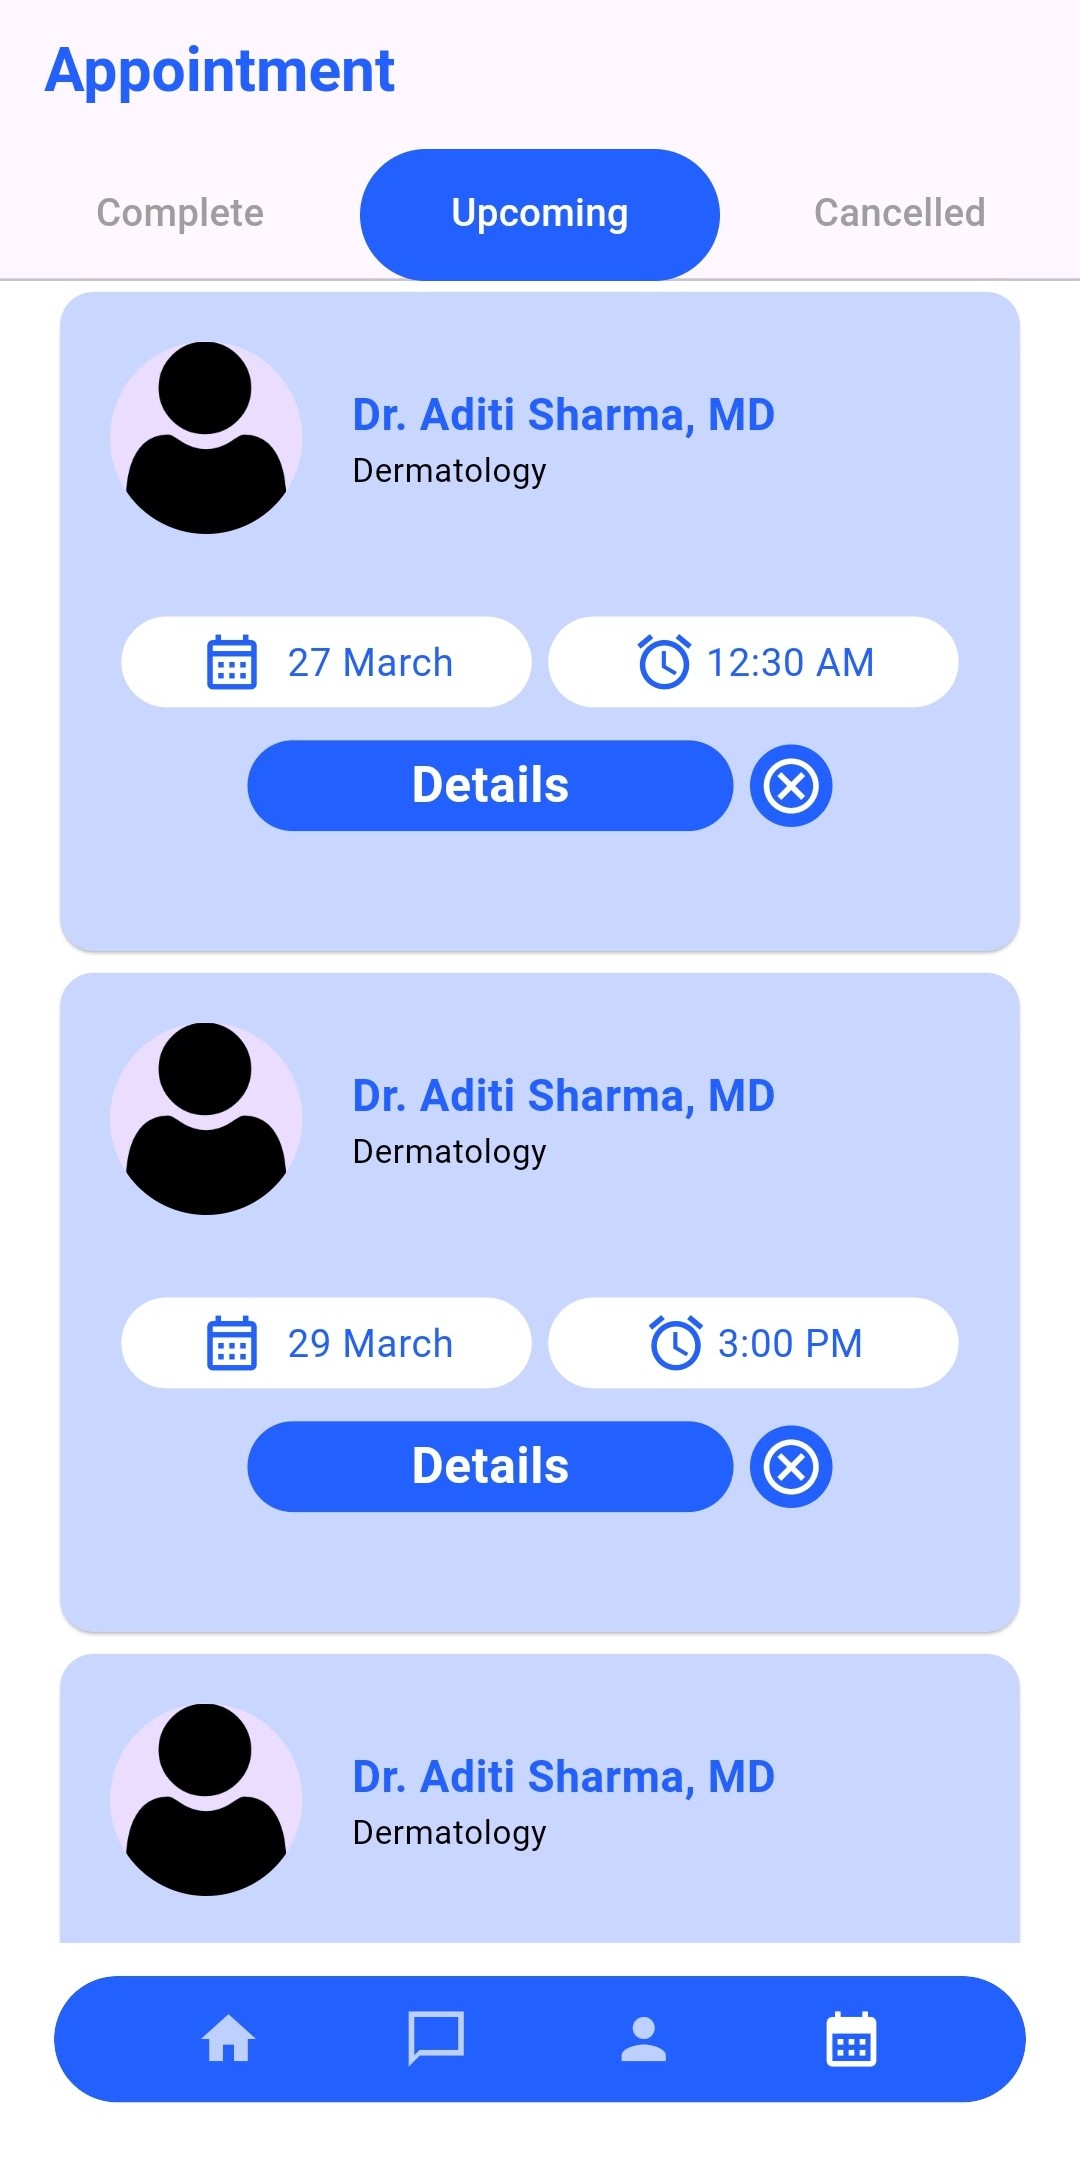 Appointment
Complete Upcoming Cancelled
Dr. Aditi Sharma, MD
Dermatology
27 March 12:30 AM
Details
Dr. Aditi Sharma, MD
Dermatology
29 March 3:00 PM
Details
Dr. Aditi Sharma, MD
Dermatology